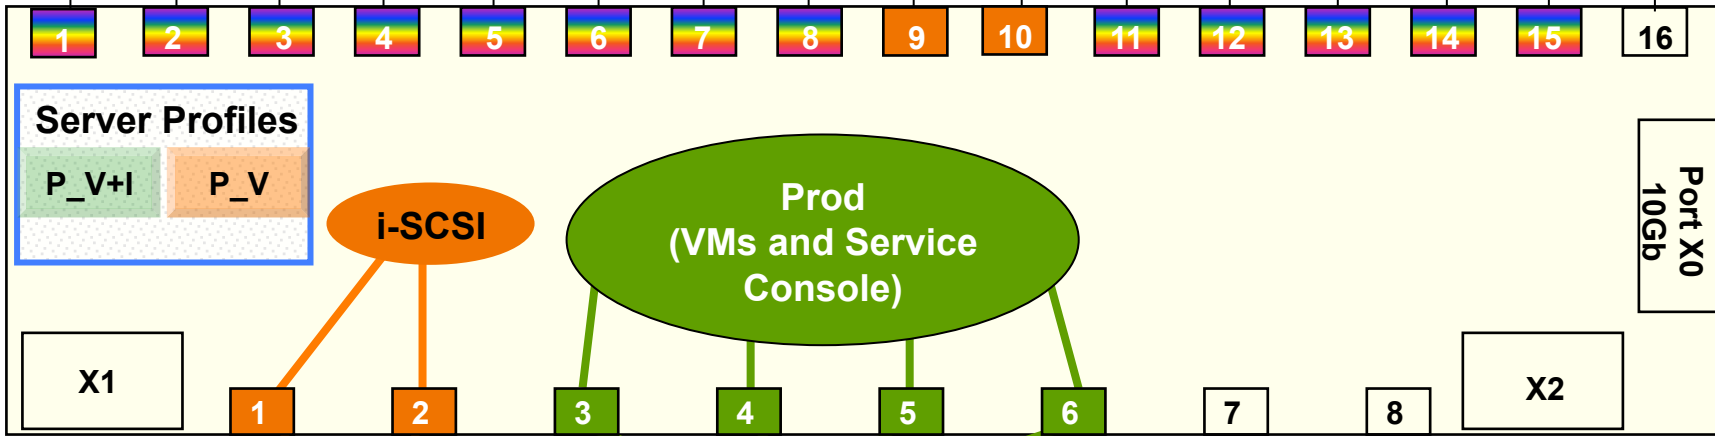 1 2 3 4 5 6 7 8 9 10 11 12 13 14 15 16
Server Profiles
P_V+I P_V
i-SCSI
Prod
(VMs and Service
Console)
Port X0
10Gb
X1
X2
1 2 3 4 5 6 7 8